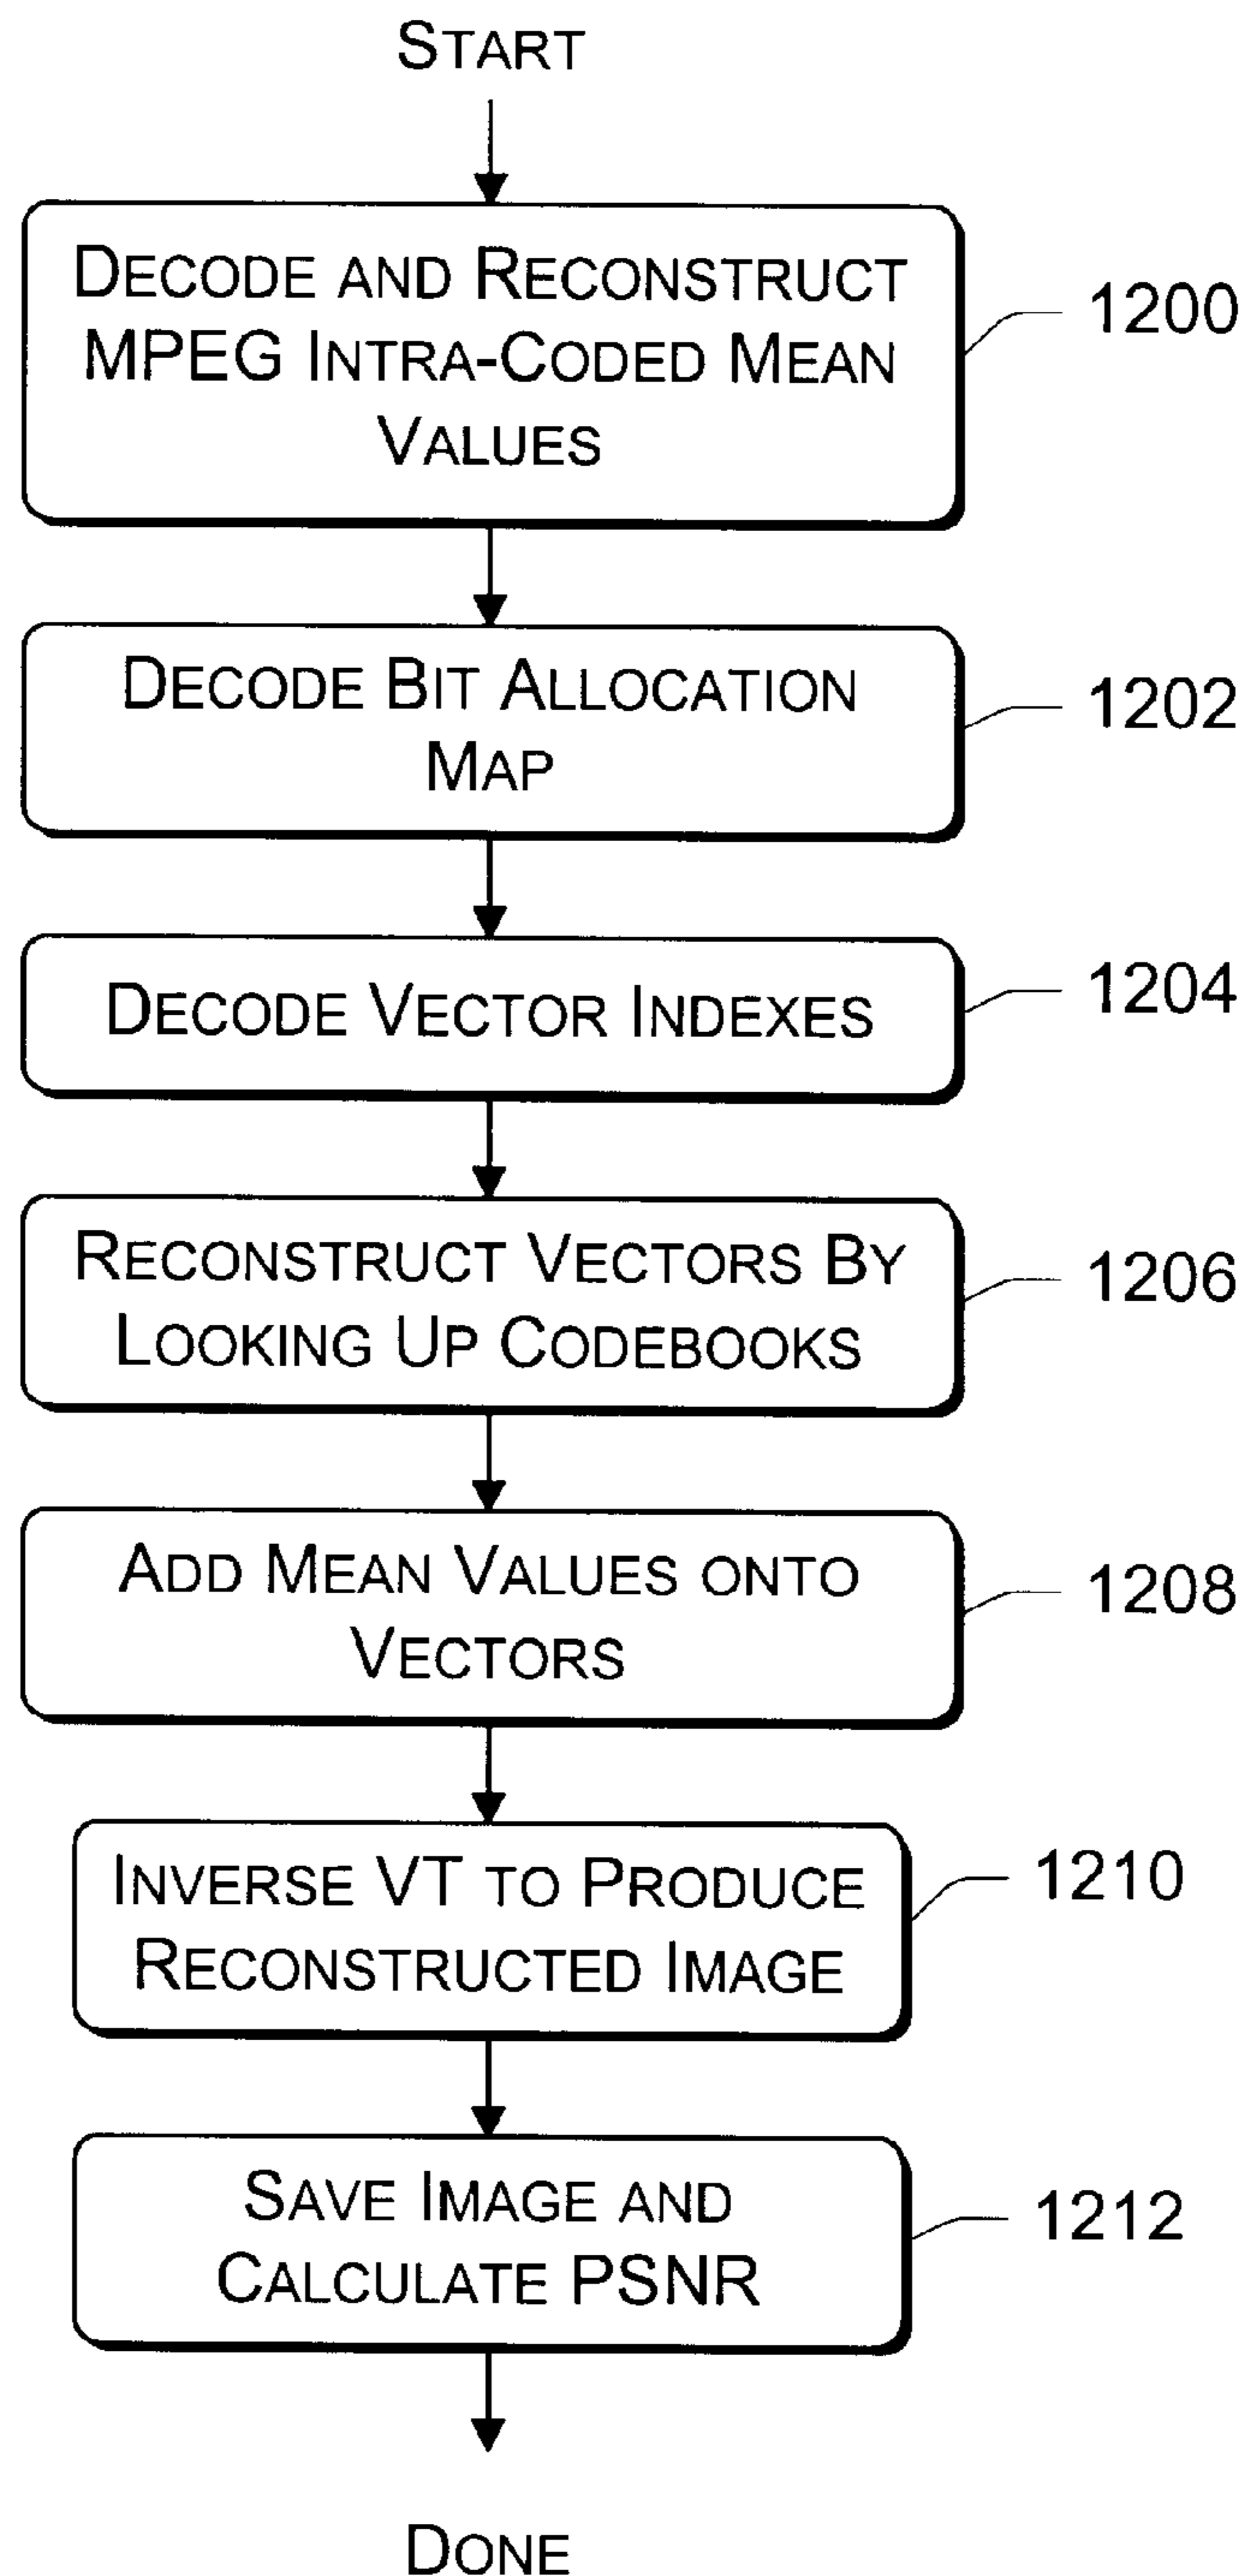 START
DECODE AND RECONSTRUCT
MPEG INTRA-CODED MEAN
VALUES
1200
DECODE BIT ALLOCATION
MAP
1202
DECODE VECTOR INDEXES
1204
RECONSTRUCT VECTORS BY
LOOKING UP CODEBOOKS
1206
ADD MEAN VALUES ONTO
VECTORS
1208
INVERSE VT TO PRODUCE
RECONSTRUCTED IMAGE
1210
SAVE IMAGE AND
CALCULATE PSNR
1212
DONE